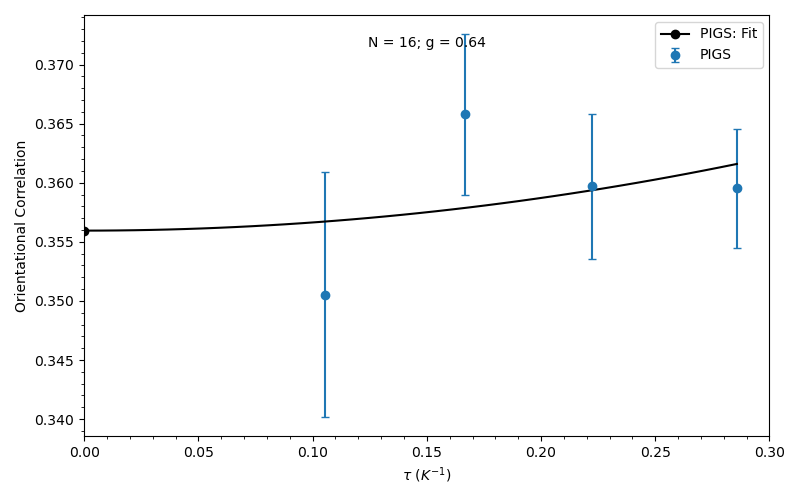 N = 16; g = 0.64
PIGS: Fit
PIGS
Orientational Correlation
0.370
0.365
0.360
0.355
0.350
0.345
0.340
0.00 0.05 0.10 0.15 0.20 0.25 0.30
τ (K⁻¹)